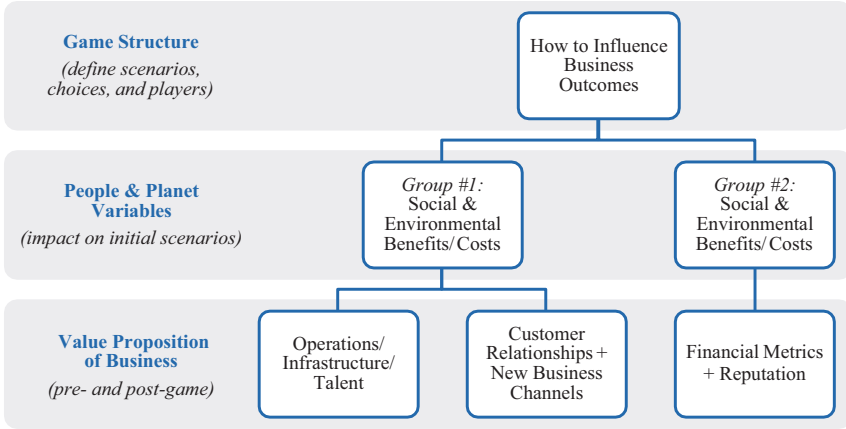 Game Structure
(define scenarios,
choices, and players)
How to Influence
Business
Outcomes
People & Planet
Variables
(impact on initial scenarios)
Group #1:
Social &
Environmental
Benefits/Costs
Group #2:
Social &
Environmental
Benefits/Costs
Value Proposition
of Business
(pre- and post-game)
Operations/
Infrastructure/
Talent
Customer
Relationships +
New Business
Channels
Financial Metrics
+ Reputation